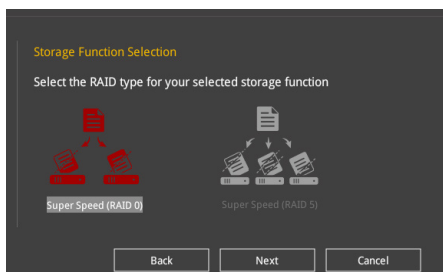 Storage Function Selection
Select the RAID type for your selected storage function
Super Speed (RAID 0)
Super Speed (RAID 5)
Back
Next
Cancel